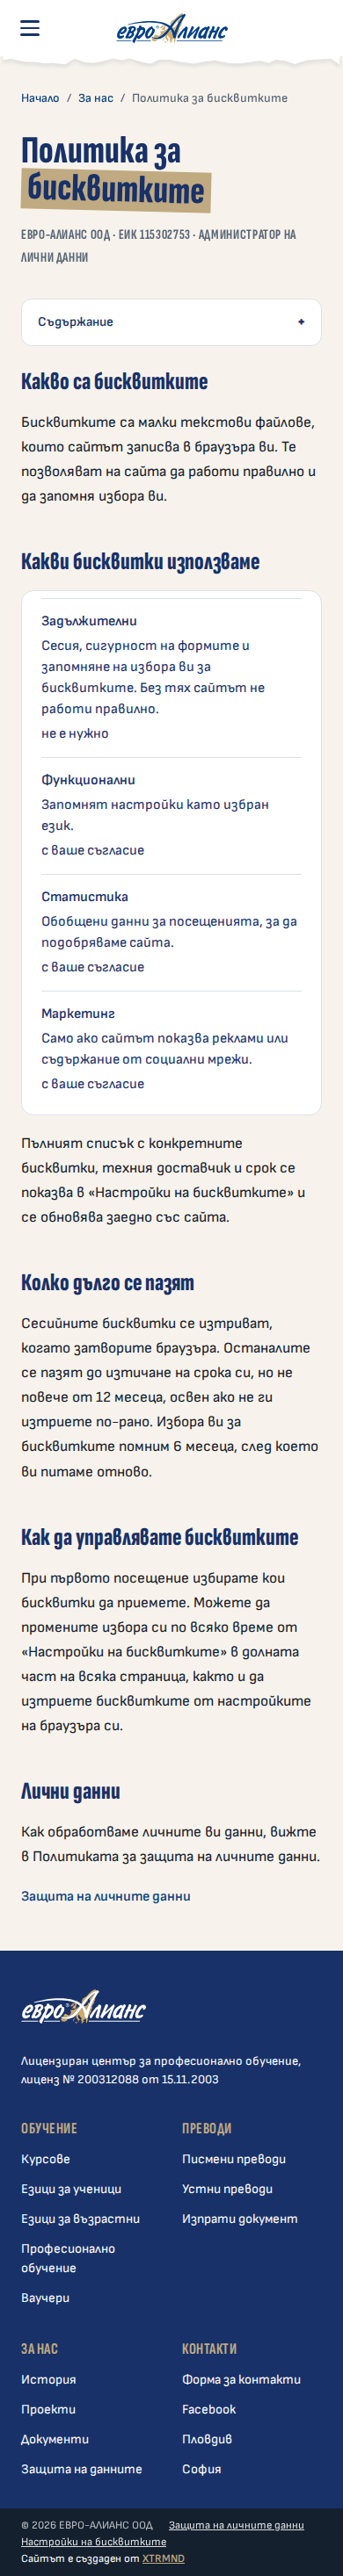 евроАлианс
Начало / За нас / Политика за бисквитките
Политика за
бисквитките
ЕВРО-АЛИАНС ООД · ЕИК 115302753 · АДМИНИСТРАТОР НА
ЛИЧНИ ДАННИ
Съдържание +
Какво са бисквитките
Бисквитките са малки текстови файлове,
които сайтът записва в браузъра ви. Те
позволяват на сайта да работи правилно и
да запомня избора ви.
Какви бисквитки използваме
Задължителни
Сесия, сигурност на формите и
запомняне на избора ви за
бисквитките. Без тях сайтът не
работи правилно.
не е нужно
Функционални
Запомнят настройки като избран
език.
с ваше съгласие
Статистика
Обобщени данни за посещенията, за да
подобряваме сайта.
с ваше съгласие
Маркетинг
Само ако сайтът показва реклами или
съдържание от социални мрежи.
с ваше съгласие
Пълният списък с конкретните
бисквитки, техния доставчик и срок се
показва в «Настройки на бисквитките» и
се обновява заедно със сайта.
Колко дълго се пазят
Сесийните бисквитки се изтриват,
когато затворите браузъра. Останалите
се пазят до изтичане на срока си, но не
повече от 12 месеца, освен ако не ги
изтриете по-рано. Избора ви за
бисквитките помним 6 месеца, след което
ви питаме отново.
Как да управлявате бисквитките
При първото посещение избирате кои
бисквитки да приемете. Можете да
промените избора си по всяко време от
«Настройки на бисквитките» в долната
част на всяка страница, както и да
изтриете бисквитките от настройките
на браузъра си.
Лични данни
Как обработваме личните ви данни, вижте
в Политиката за защита на личните данни.
Защита на личните данни
евроАлианс
Лицензиран център за професионално обучение,
лиценз № 200312088 от 15.11.2003
ОБУЧЕНИЕ
Курсове
Езици за ученици
Езици за възрастни
Професионално
обучение
Ваучери
ПРЕВОДИ
Писмени преводи
Устни преводи
Изпрати документ
ЗА НАС
История
Проекти
Документи
Защита на данните
КОНТАКТИ
Форма за контакти
Facebook
Пловдив
София
© 2026 ЕВРО-АЛИАНС ООД Защита на личните данни
Настройки на бисквитките
Сайтът е създаден от XTRMND